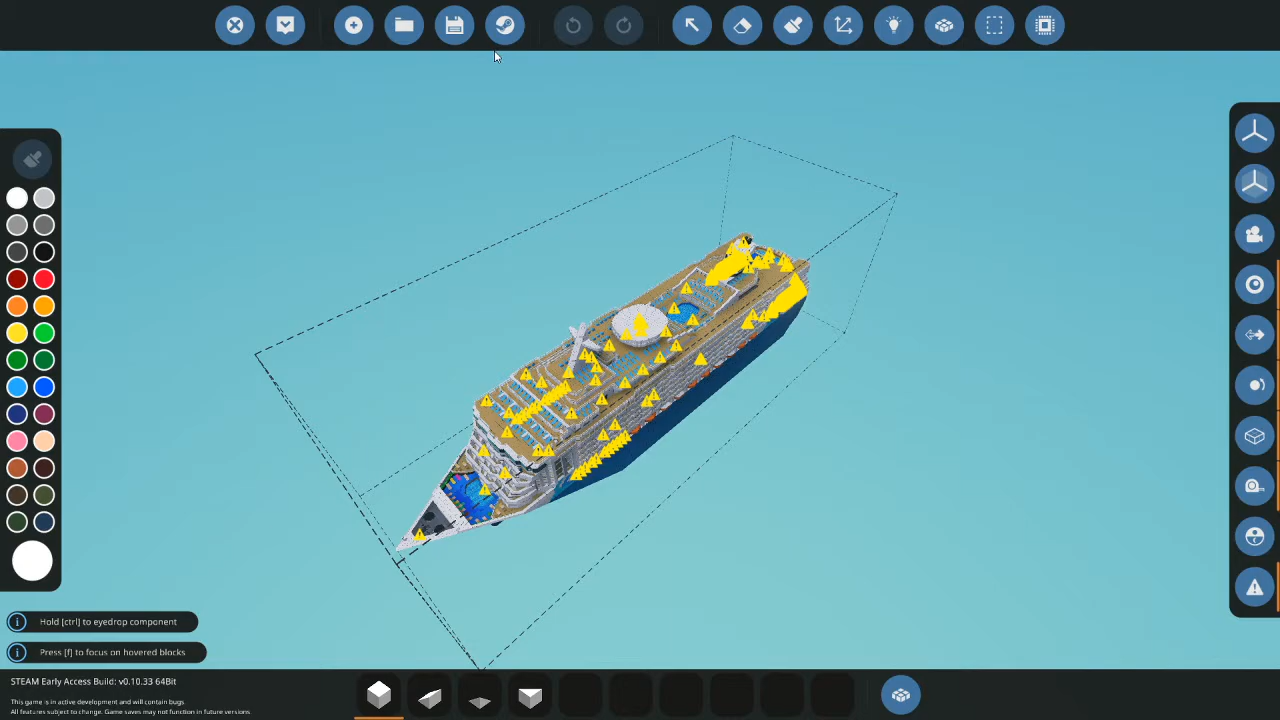 Hold [ctrl] to eyedrop component
Press [f] to focus on hovered blocks
STEAM Early Access Build: v0.10.33 64Bit
This game is in active development and will contain bugs
All features subject to change. Game saves may not function in future versions